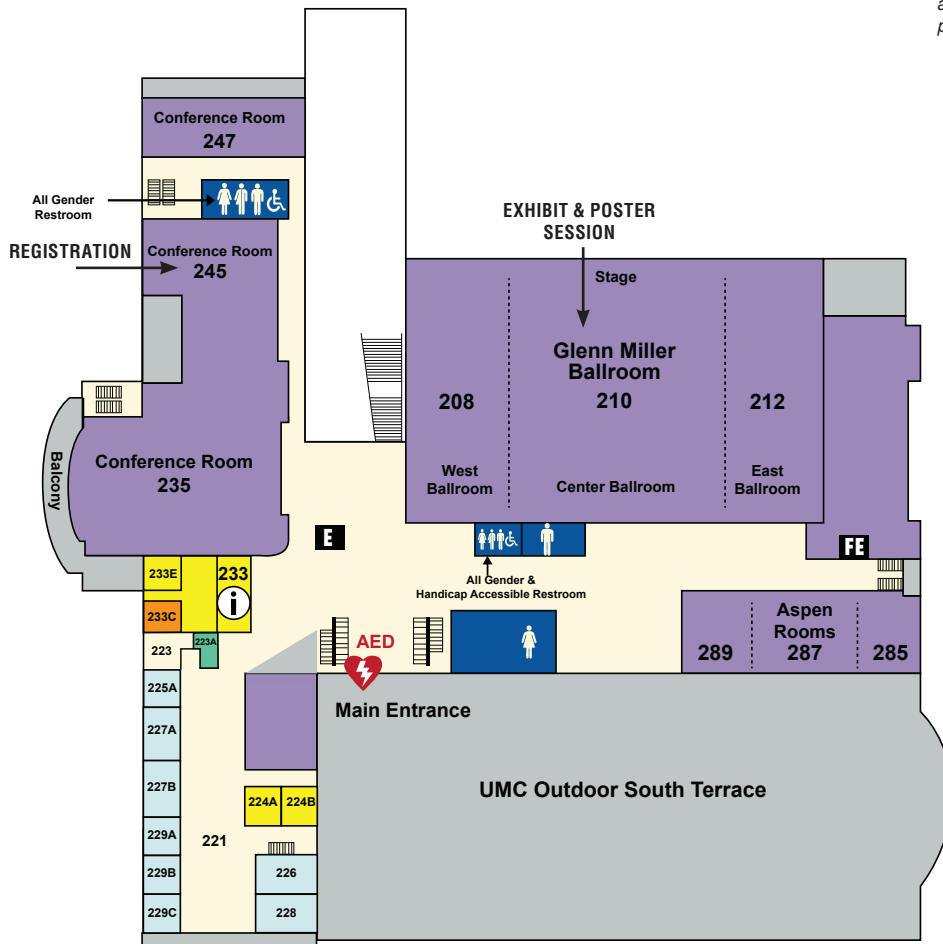 a
p
Conference Room
247
All Gender
Restroom
REGISTRATION
Conference Room
245
EXHIBIT & POSTER
SESSION
Stage
Glenn Miller
Ballroom
208
210
212
West
Ballroom
Center Ballroom
East
Ballroom
Balcony
Conference Room
235
E
FE
All Gender &
Handicap Accessible Restroom
233E
233
i
233C
223A
223
AED
Main Entrance
Aspen
Rooms
289
287
285
225A
227A
227B
224A
224B
UMC Outdoor South Terrace
229A
221
229B
226
229C
228